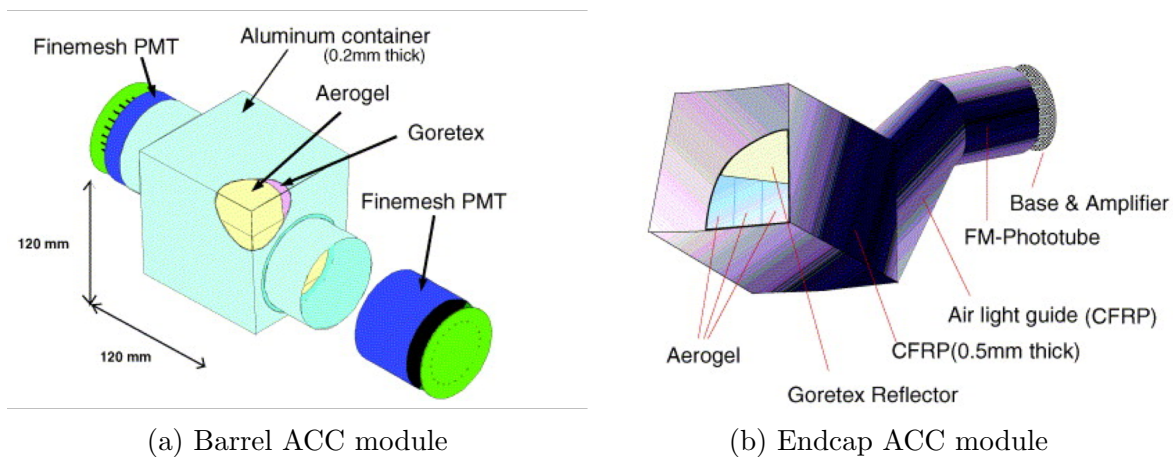 Finemesh PMT
Aluminum container
(0.2mm thick)
Aerogel
Goretex
Finemesh PMT
120 mm
120 mm
(a) Barrel ACC module
Base & Amplifier
FM-Phototube
Air light guide (CFRP)
CFRP(0.5mm thick)
Aerogel
Goretex Reflector
(b) Endcap ACC module